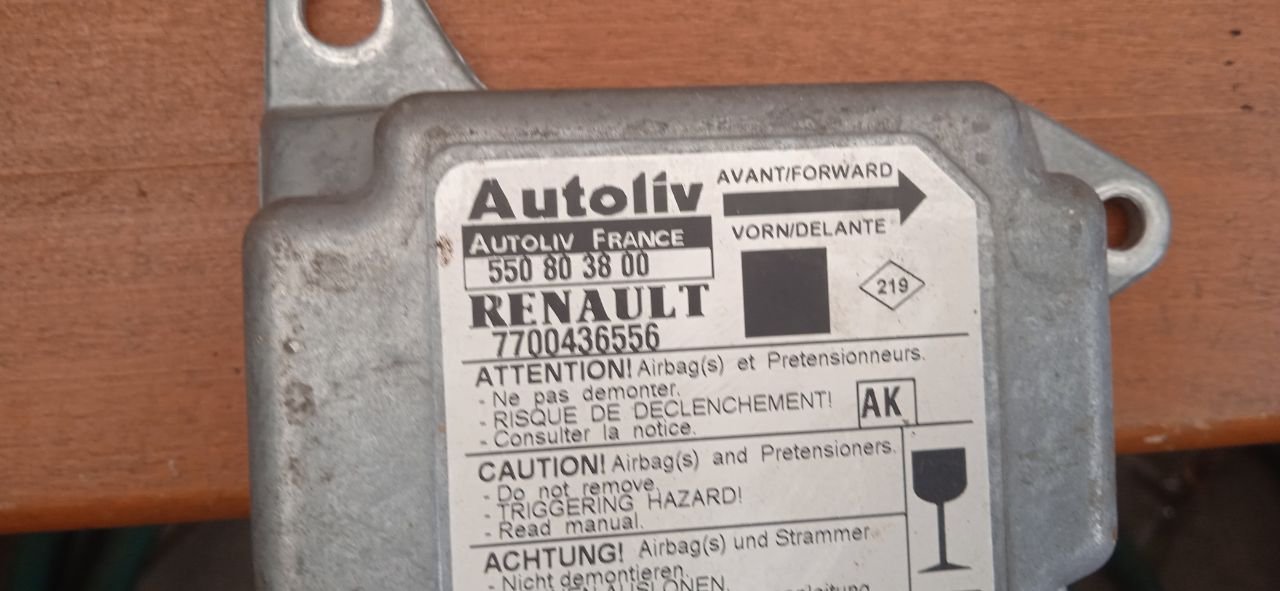 Autoliv
AUTOLIV FRANCE
550 80 38 00
RENAULT
7700436556
AVANT/FORWARD
VORN/DELANTE
219
ATTENTION! Airbag(s) et Pretensionneurs.
- Ne pas demonter.
- RISQUE DE DECLENCHEMENT!
- Consulter la notice.
AK
CAUTION! Airbag(s) and Pretensioners.
- Do not remove.
- TRIGGERING HAZARD!
- Read manual.
ACHTUNG! Airbag(s) und Strammer
- Nicht demontieren.